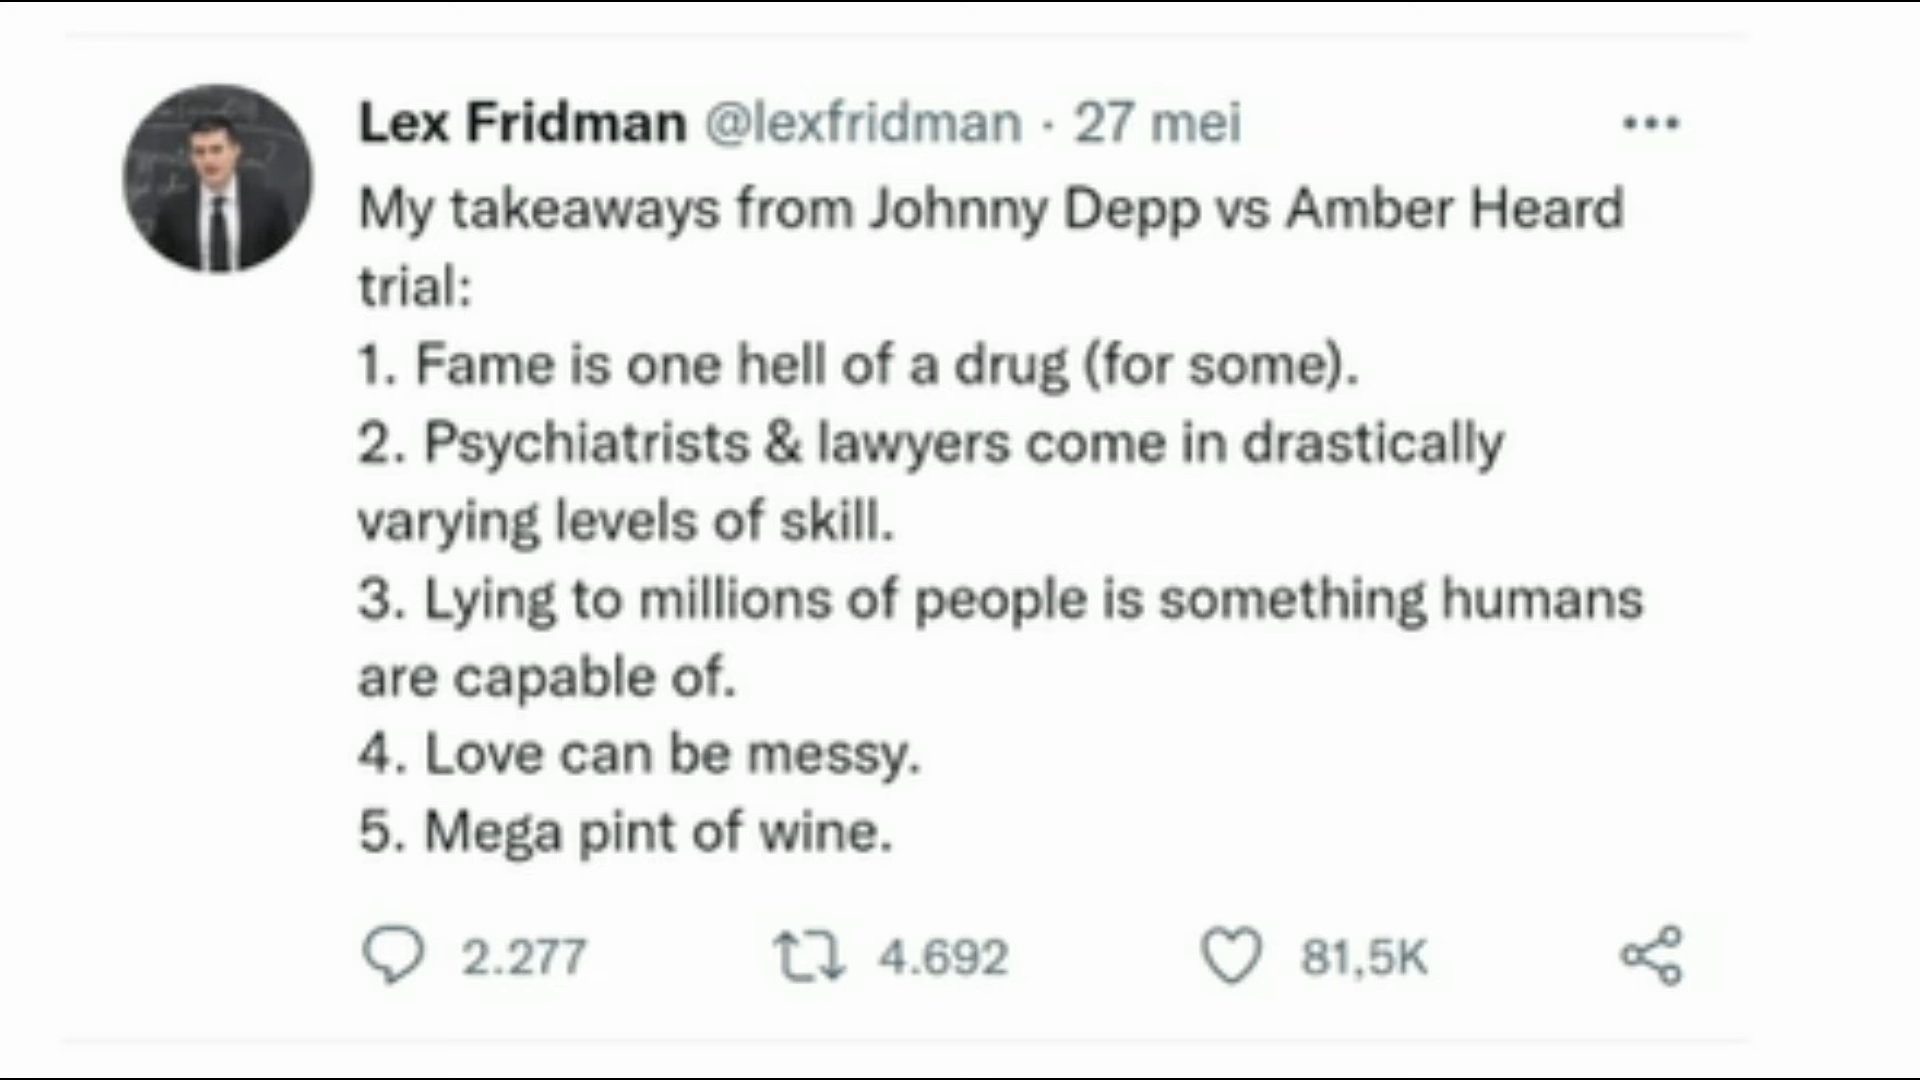 Lex Fridman @lexfridman · 27 mei
My takeaways from Johnny Depp vs Amber Heard
trial:
1. Fame is one hell of a drug (for some).
2. Psychiatrists & lawyers come in drastically
varying levels of skill.
3. Lying to millions of people is something humans
are capable of.
4. Love can be messy.
5. Mega pint of wine.
2.277 4.692 81,5K